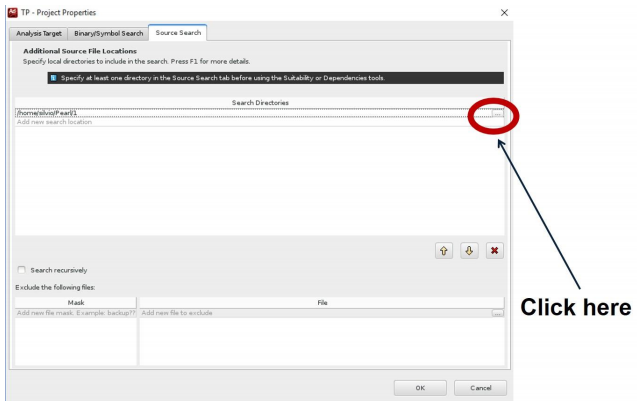 TP - Project Properties
Analysis Target Binary/Symbol Search Source Search
Additional Source File Locations
Specify local directories to include in the search. Press F1 for more details.
Specify at least one directory in the Source Search tab before using the Suitability or Dependencies tools.
Search Directories
/home/silvio/Pearl/1
...
Add new search location
Search recursively
Exclude the following files:
Mask File
Add new file mask. Example: backup?? Add new file to exclude ...
OK Cancel
Click here